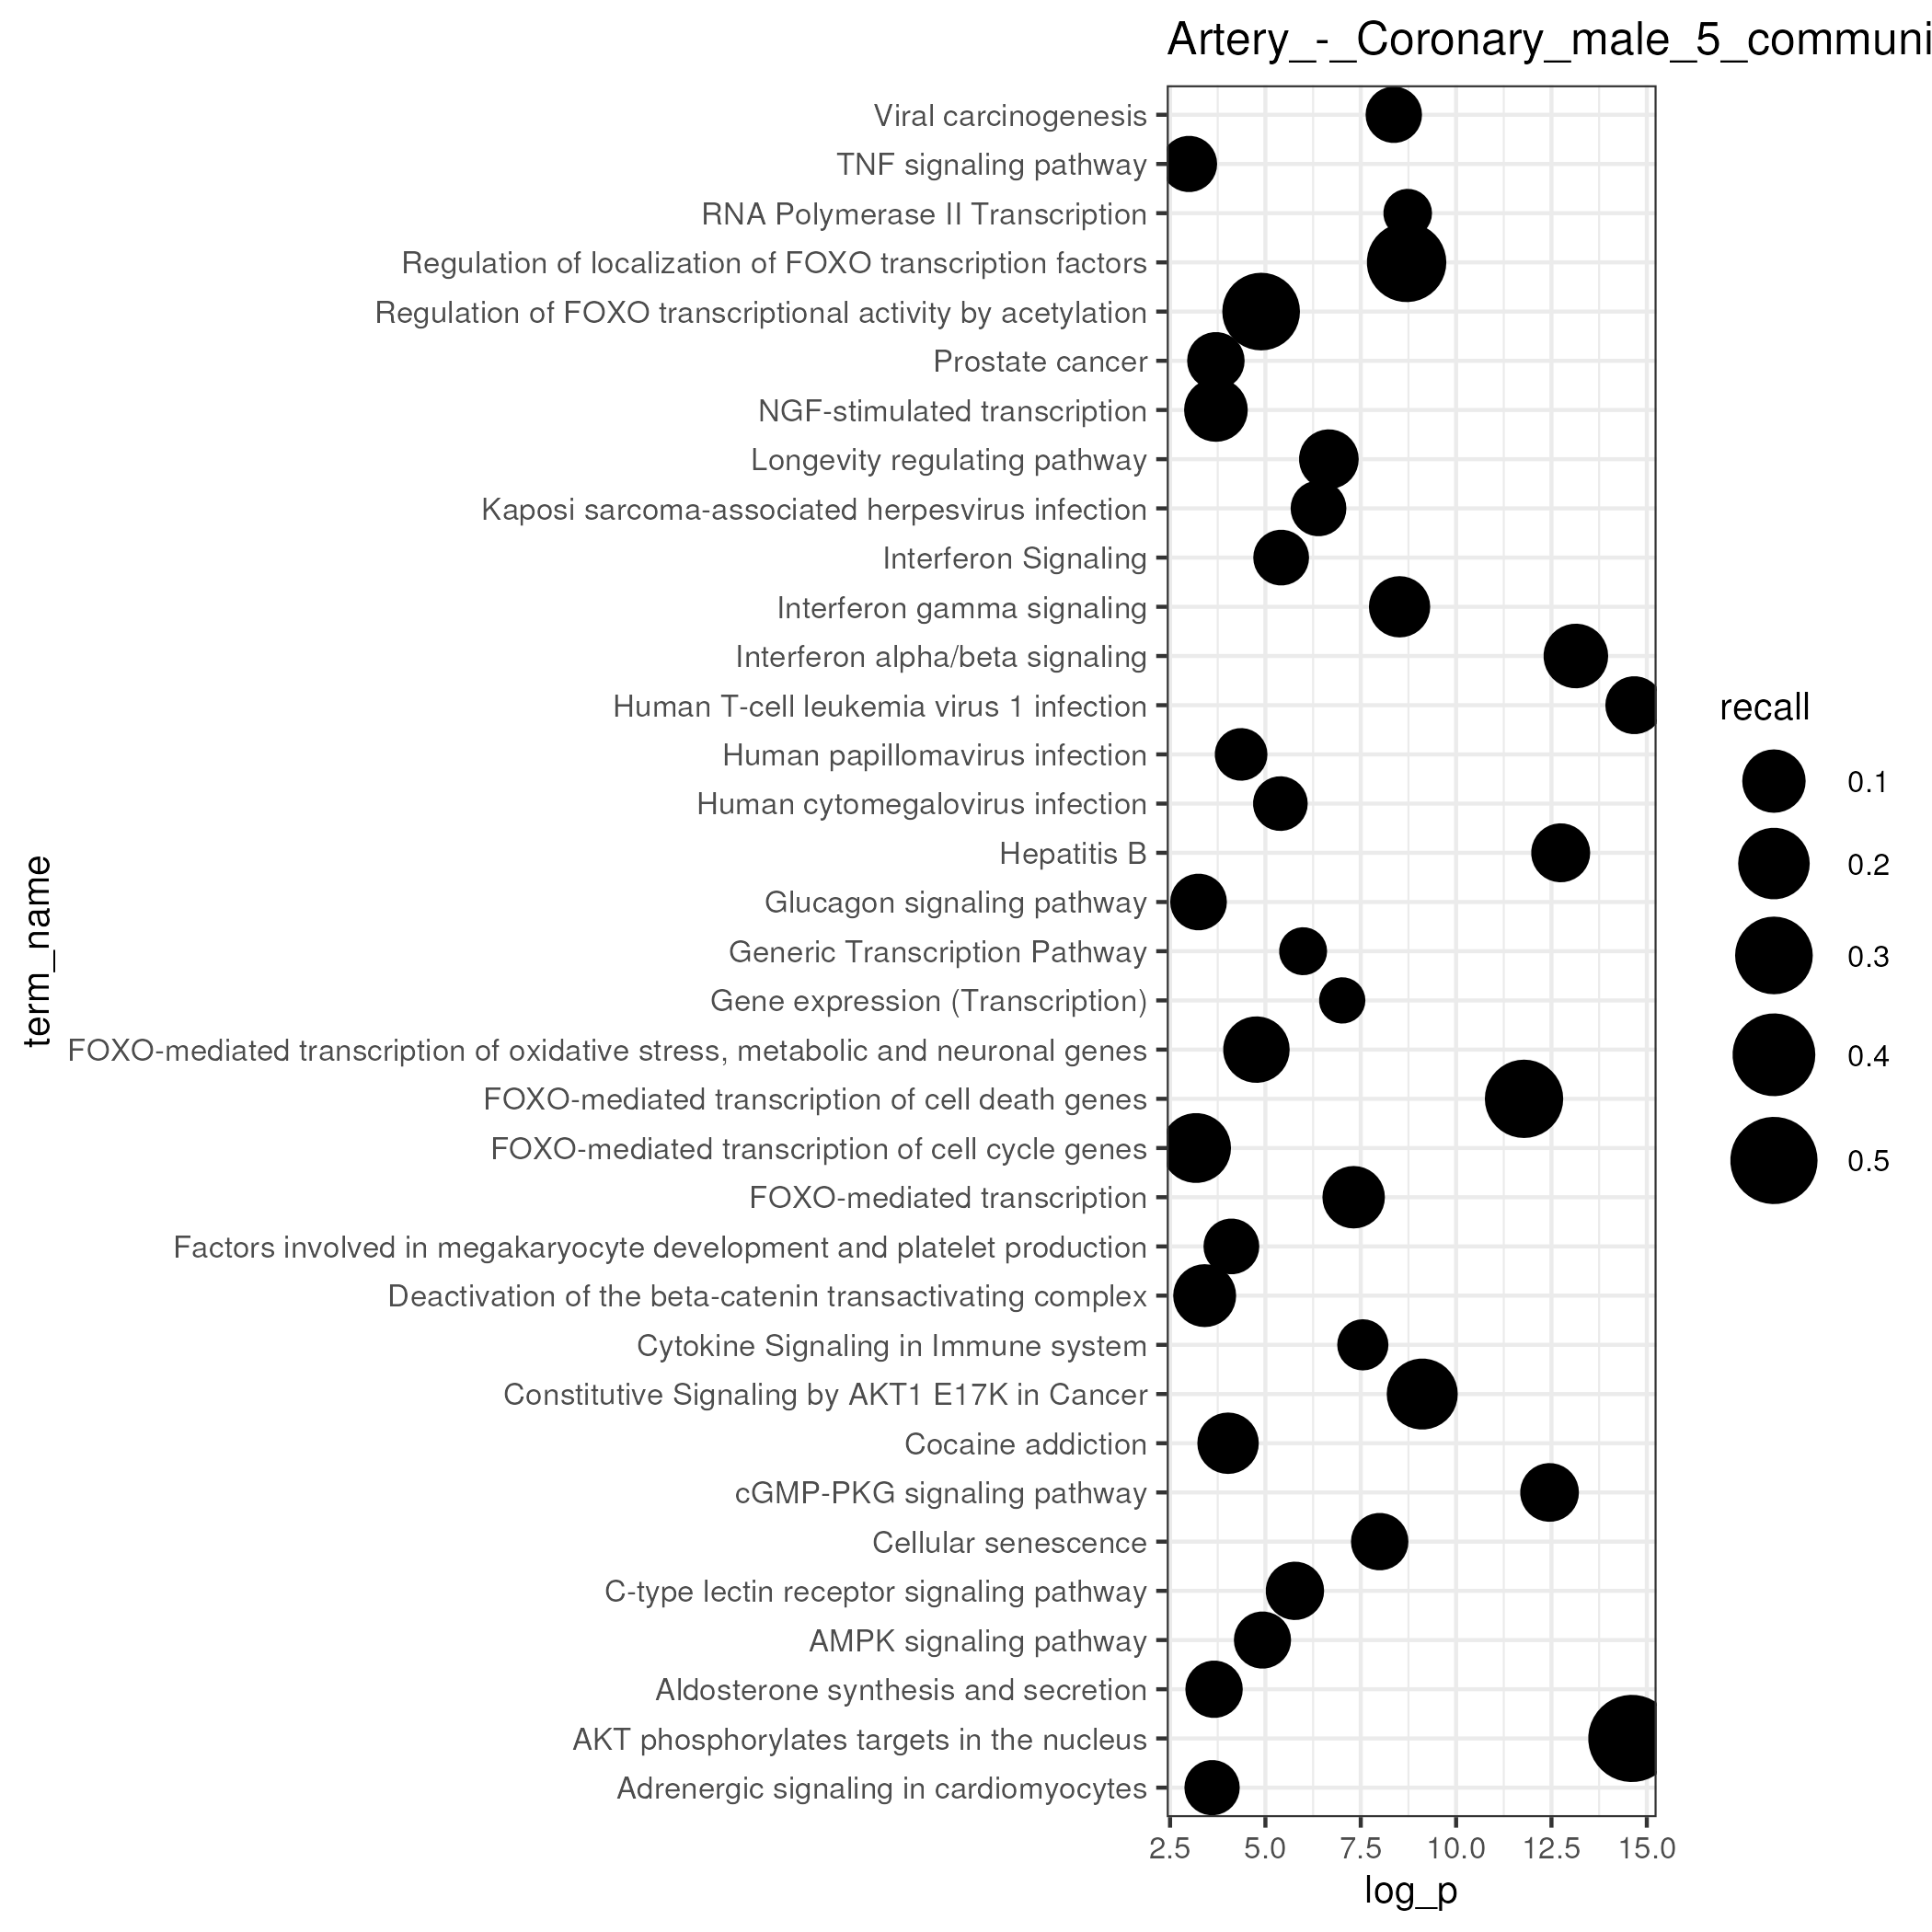 Artery_-_Coronary_male_5_communi
Viral carcinogenesis
TNF signaling pathway
RNA Polymerase II Transcription
Regulation of localization of FOXO transcription factors
Regulation of FOXO transcriptional activity by acetylation
Prostate cancer
NGF-stimulated transcription
Longevity regulating pathway
Kaposi sarcoma-associated herpesvirus infection
Interferon Signaling
Interferon gamma signaling
Interferon alpha/beta signaling
Human T-cell leukemia virus 1 infection
Human papillomavirus infection
Human cytomegalovirus infection
Hepatitis B
Glucagon signaling pathway
Generic Transcription Pathway
Gene expression (Transcription)
FOXO-mediated transcription of oxidative stress, metabolic and neuronal genes
FOXO-mediated transcription of cell death genes
FOXO-mediated transcription of cell cycle genes
FOXO-mediated transcription
Factors involved in megakaryocyte development and platelet production
Deactivation of the beta-catenin transactivating complex
Cytokine Signaling in Immune system
Constitutive Signaling by AKT1 E17K in Cancer
Cocaine addiction
cGMP-PKG signaling pathway
Cellular senescence
C-type lectin receptor signaling pathway
AMPK signaling pathway
Aldosterone synthesis and secretion
AKT phosphorylates targets in the nucleus
Adrenergic signaling in cardiomyocytes
term_name
2.5 5.0 7.5 10.0 12.5 15.0
log_p
recall
0.1
0.2
0.3
0.4
0.5